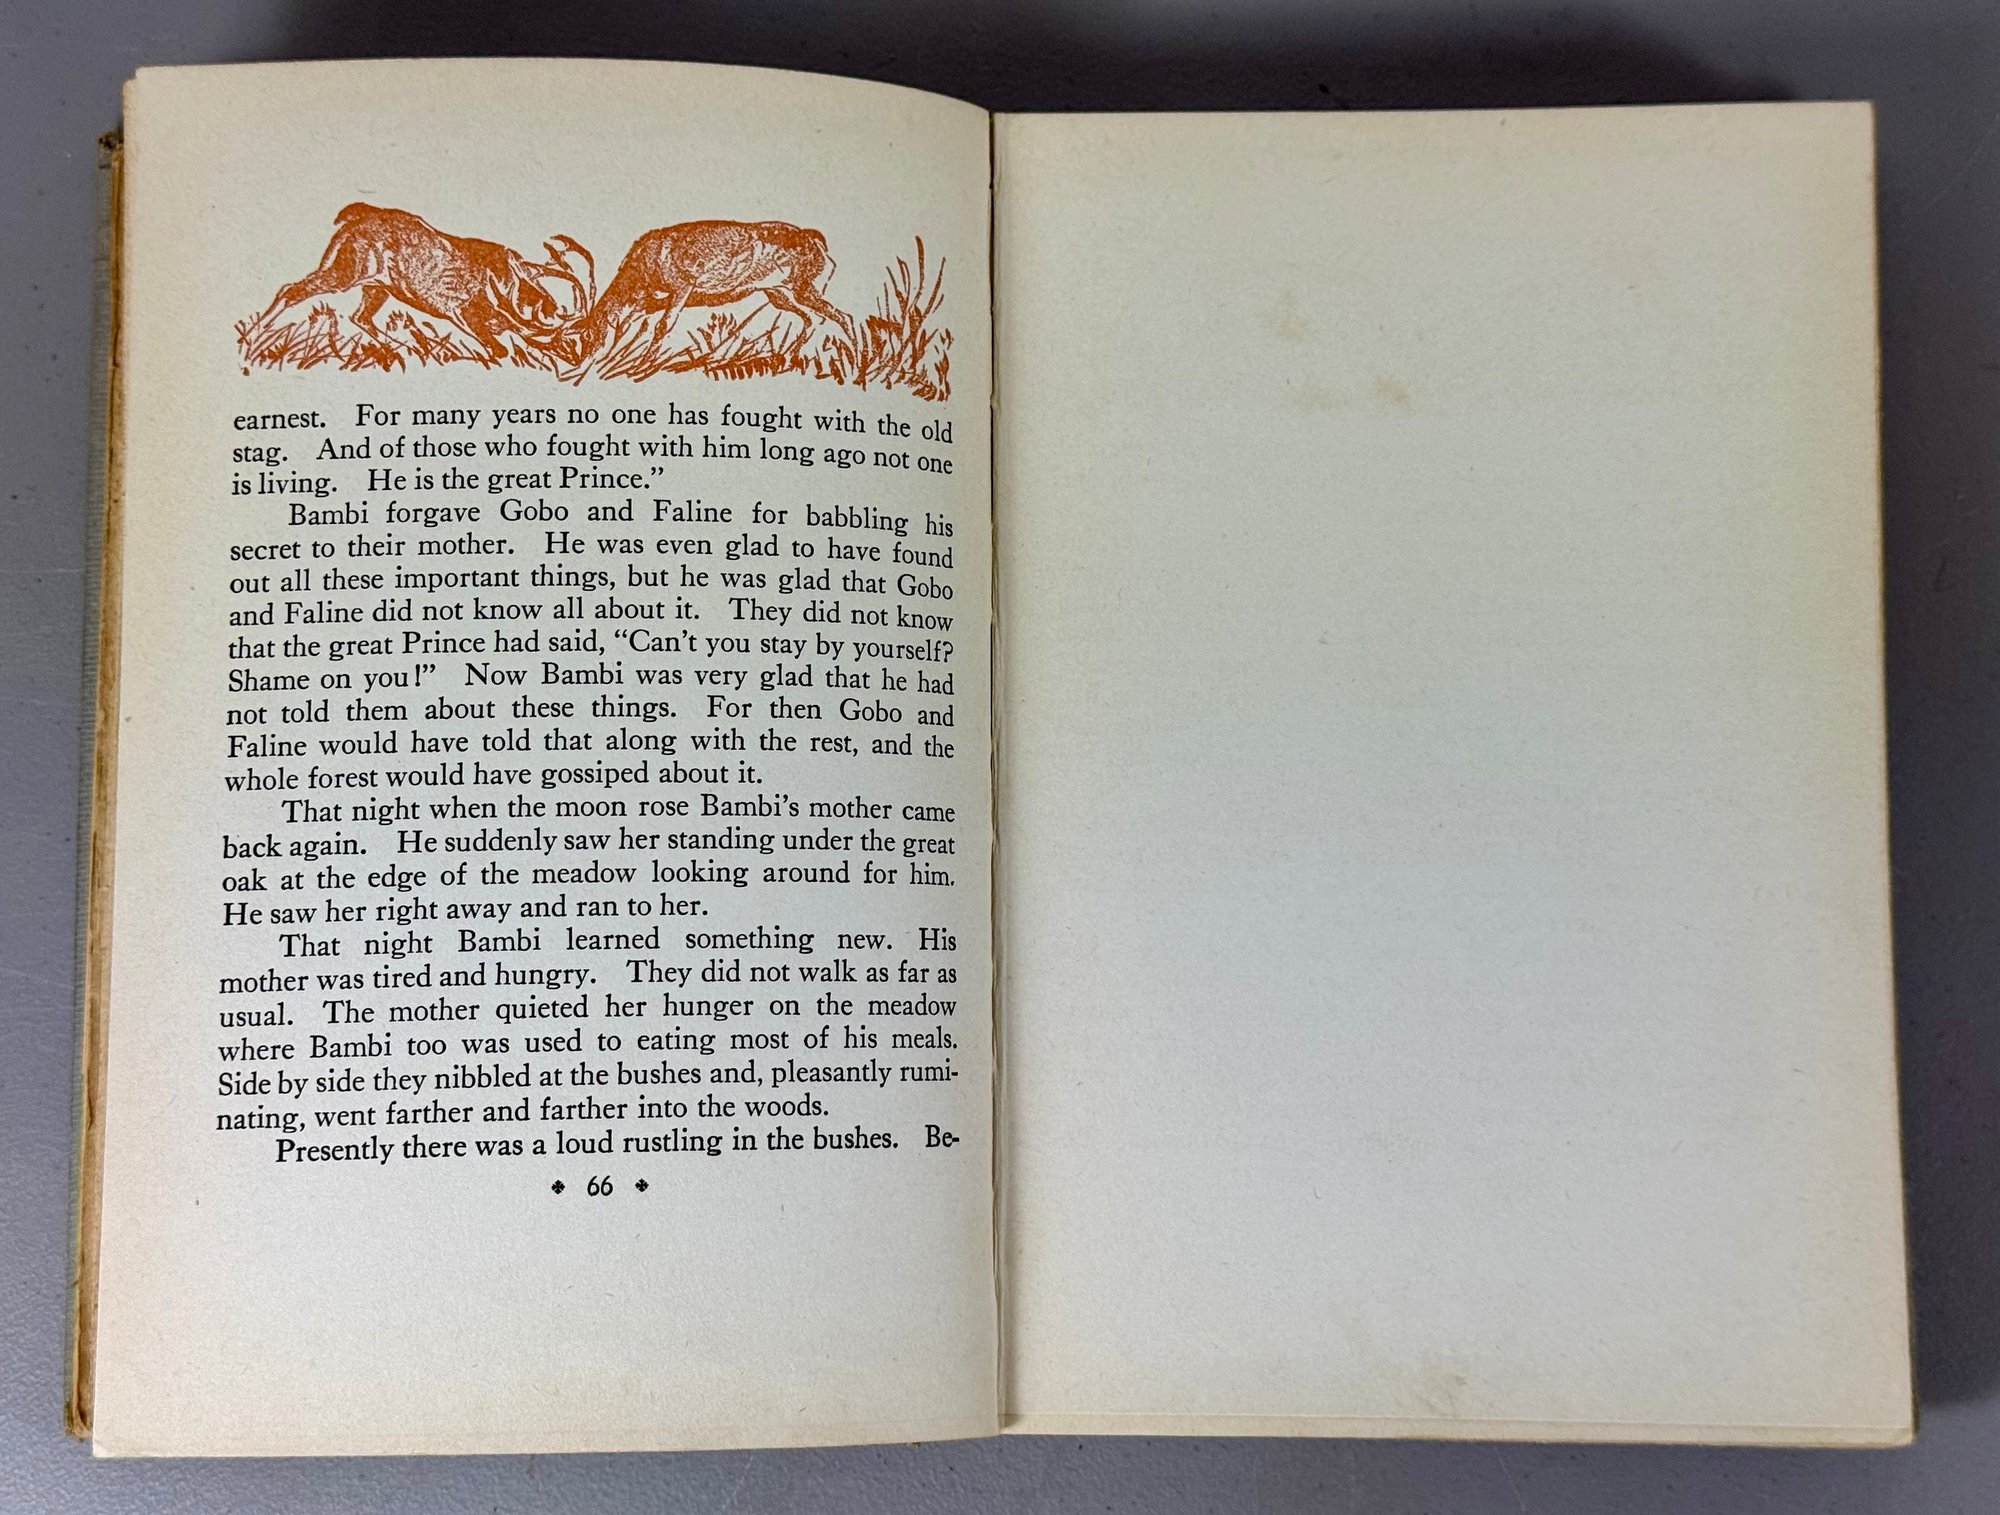 earnest. For many years no one has fought with the old
stag. And of those who fought with him long ago not one
is living. He is the great Prince.”
Bambi forgave Gobo and Faline for babbling his
secret to their mother. He was even glad to have found
out all these important things, but he was glad that Gobo
and Faline did not know all about it. They did not know
that the great Prince had said, “Can’t you stay by yourself?
Shame on you!” Now Bambi was very glad that he had
not told them about these things. For then Gobo and
Faline would have told that along with the rest, and the
whole forest would have gossiped about it.
That night when the moon rose Bambi’s mother came
back again. He suddenly saw her standing under the great
oak at the edge of the meadow looking around for him.
He saw her right away and ran to her.
That night Bambi learned something new. His
mother was tired and hungry. They did not walk as far as
usual. The mother quieted her hunger on the meadow
where Bambi too was used to eating most of his meals.
Side by side they nibbled at the bushes and, pleasantly rumi-
nating, went farther and farther into the woods.
Presently there was a loud rustling in the bushes. Be-
66